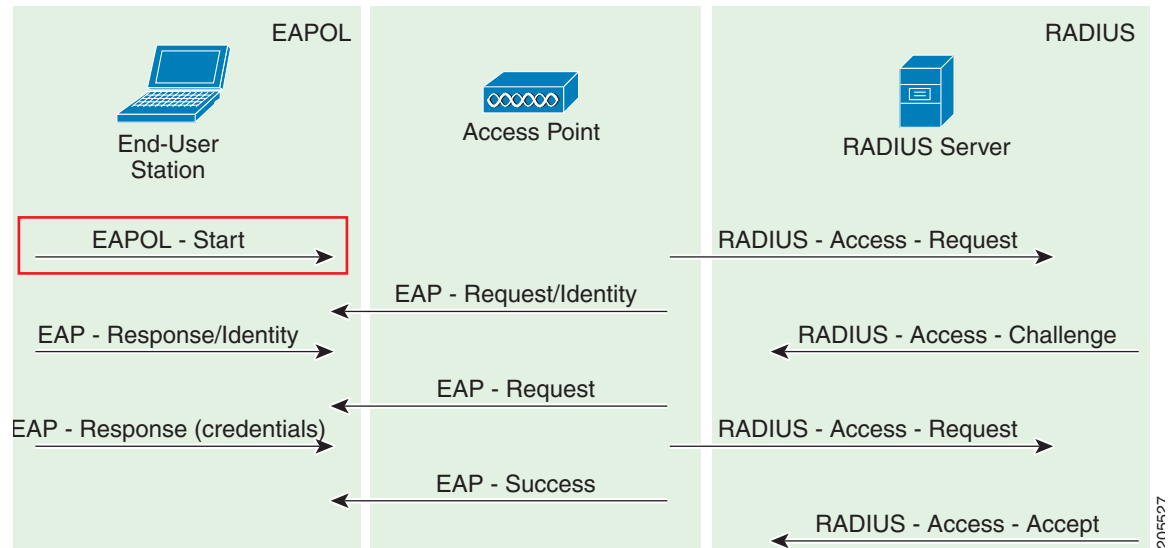 EAPOL
RADIUS
End-User
Station
Access Point
RADIUS Server
EAPOL - Start
RADIUS - Access - Request
EAP - Request/Identity
EAP - Response/Identity
RADIUS - Access - Challenge
EAP - Request
EAP - Response (credentials)
RADIUS - Access - Request
EAP - Success
RADIUS - Access - Accept
205527